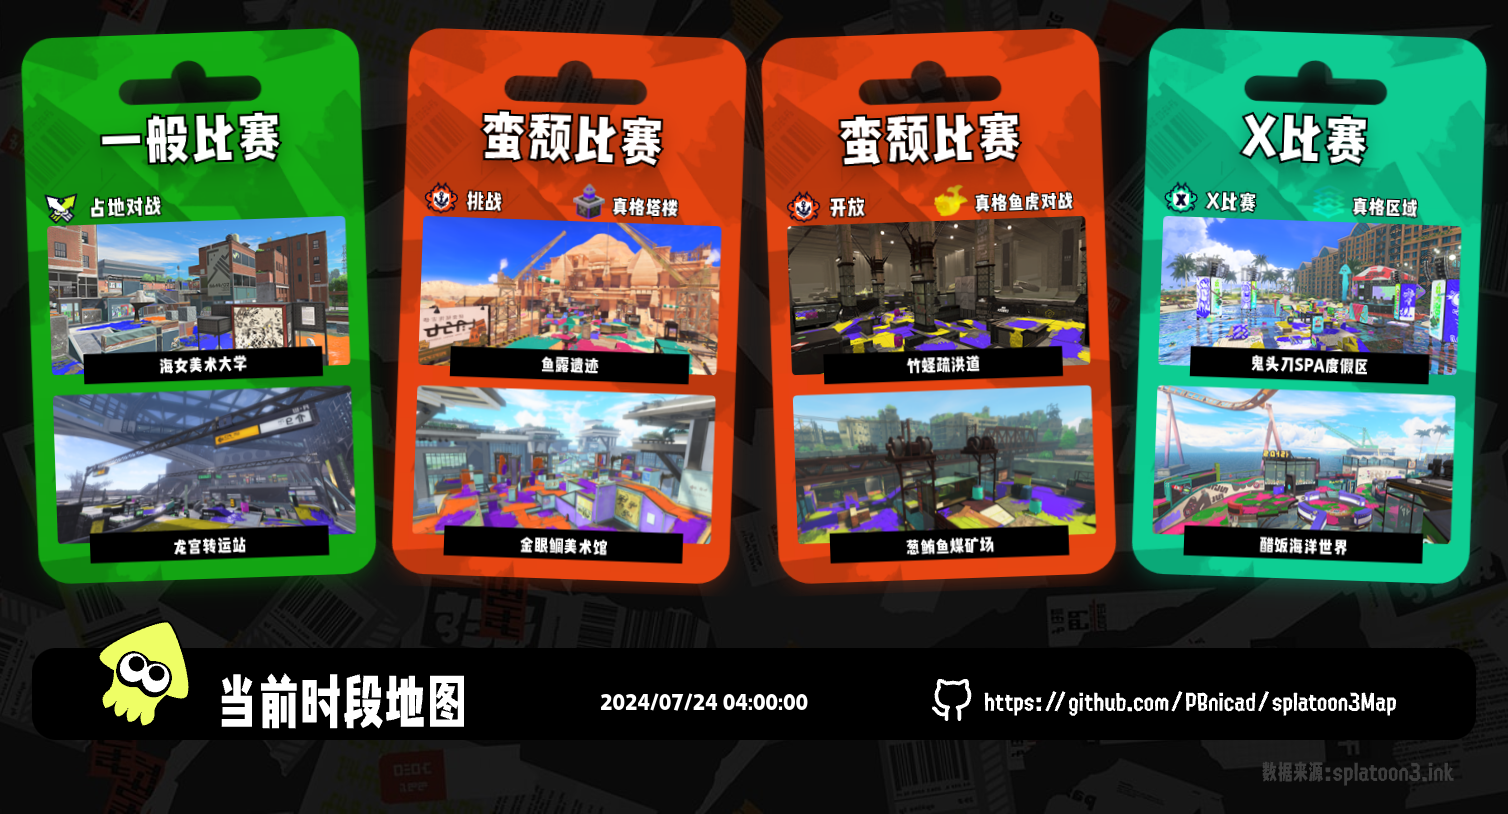 一般比赛
占地对战
海女美术大学
龙宫转运站
蛮颓比赛
挑战
真格塔楼
鱼露遗迹
金眼鲷美术馆
蛮颓比赛
开放
真格鱼虎对战
竹蛏疏洪道
葱鲔鱼煤矿场
X比赛
X比赛
真格区域
鬼头刀SPA度假区
醋饭海洋世界
当前时段地图
2024/07/24 04:00:00
https://github.com/PBnicad/splatoon3Map
数据来源:splatoon3.ink